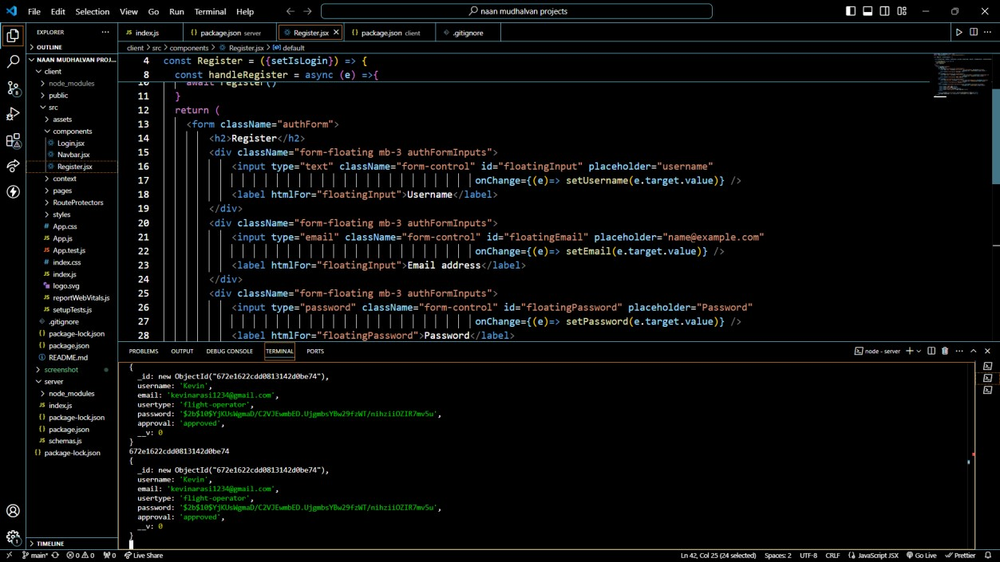 File Edit Selection View Go Run Terminal Help
naan mudhalvan projects
EXPLORER
OUTLINE
NAAN MUDHALVAN PROJ...
client
node_modules
public
src
assets
components
Login.jsx
Navbar.jsx
Register.jsx
context
pages
RouteProtectors
styles
App.css
App.js
App.test.js
index.css
index.js
logo.svg
reportWebVitals.js
setupTests.js
.gitignore
package-lock.json
package.json
README.md
screenshot
server
node_modules
index.js
package-lock.json
package.json
schemas.js
package-lock.json
TIMELINE
index.js package.json server Register.jsx package.json client .gitignore
client > src > components > Register.jsx > default
4 const Register = ({setIsLogin}) => {
8 const handleRegister = async (e) =>{
10 await register()
11 }
12 return (
13 <form className="authForm">
14 <h2>Register</h2>
15 <div className="form-floating mb-3 authFormInputs">
16 <input type="text" className="form-control" id="floatingInput" placeholder="username"
17 onChange={(e)=> setUsername(e.target.value)} />
18 <label htmlFor="floatingInput">Username</label>
19 </div>
20 <div className="form-floating mb-3 authFormInputs">
21 <input type="email" className="form-control" id="floatingEmail" placeholder="name@example.com"
22 onChange={(e)=> setEmail(e.target.value)} />
23 <label htmlFor="floatingInput">Email address</label>
24 </div>
25 <div className="form-floating mb-3 authFormInputs">
26 <input type="password" className="form-control" id="floatingPassword" placeholder="Password"
27 onChange={(e)=> setPassword(e.target.value)} />
28 <label htmlFor="floatingPassword">Password</label>
PROBLEMS OUTPUT DEBUG CONSOLE TERMINAL PORTS
node - server
{
_id: new ObjectId("672e1622cdd0813142d0be74"),
username: 'Kevin',
email: 'kevinarasi1234@gmail.com',
usertype: 'flight-operator',
password: '$2b$10$YjKUsWgmaD/C2VJEwmbED.UjgmbsYBw29fzWT/nihziiOZIR7mv5u',
approval: 'approved',
__v: 0
}
672e1622cdd0813142d0be74
{
_id: new ObjectId("672e1622cdd0813142d0be74"),
username: 'Kevin',
email: 'kevinarasi1234@gmail.com',
usertype: 'flight-operator',
password: '$2b$10$YjKUsWgmaD/C2VJEwmbED.UjgmbsYBw29fzWT/nihziiOZIR7mv5u',
approval: 'approved',
__v: 0
}
main* 0 0 0 Live Share Ln 42, Col 25 (24 selected) Spaces: 2 UTF-8 CRLF JavaScript JSX Go Live Prettier